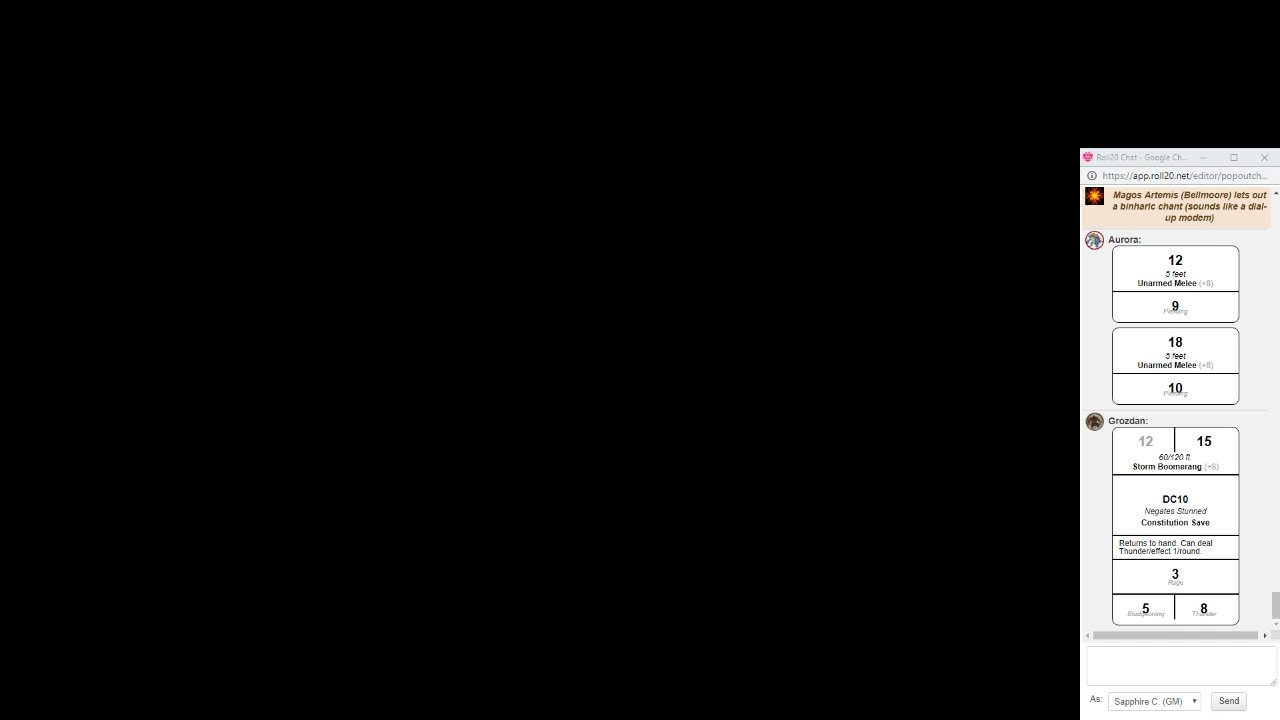 Roll20 Chat - Google Ch...
https://app.roll20.net/editor/popoutch...
Magos Artemis (Bellmoore) lets out
a binharic chant (sounds like a dial-
up modem)
Aurora:
12
5 feet
Unarmed Melee (+8)
9
Piercing
18
5 feet
Unarmed Melee (+8)
10
Piercing
Grozdan:
12 15
60/120 ft.
Storm Boomerang (+8)
DC10
Negates Stunned
Constitution Save
Returns to hand. Can deal
Thunder/effect 1/round.
3
Rage
5 8
Bludgeoning Thunder
As: Sapphire C. (GM) Send